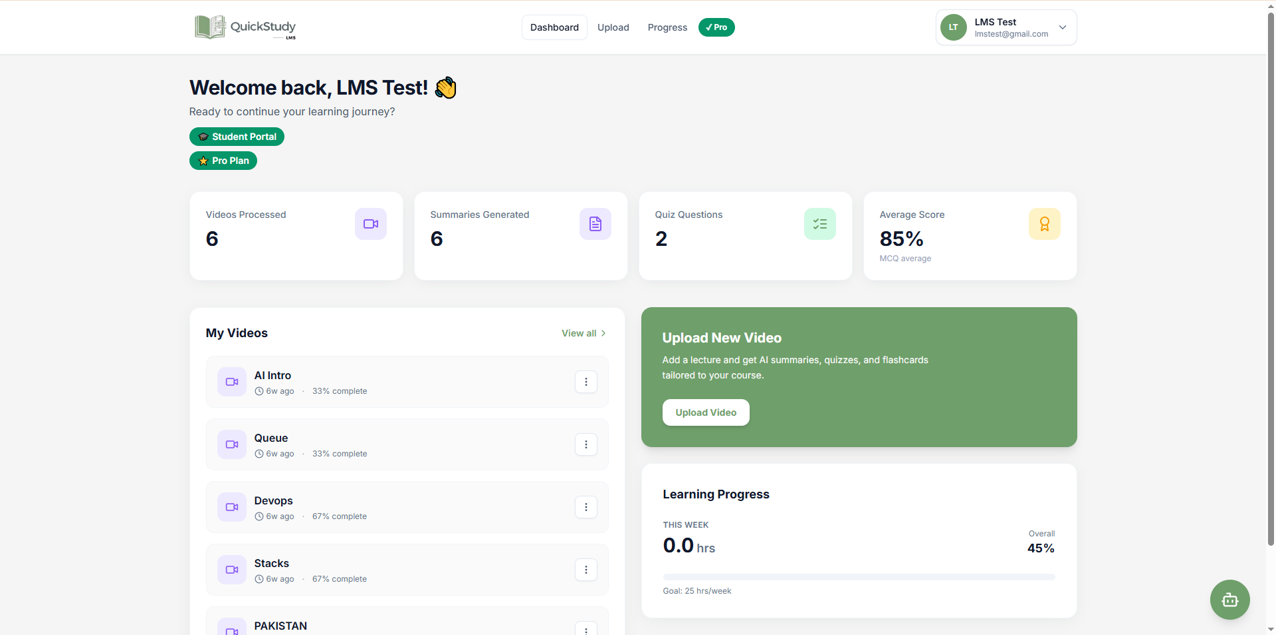 QuickStudy
LMS
Dashboard
Upload
Progress
✓ Pro
LT
LMS Test
lmstest@gmail.com
Welcome back, LMS Test! 👋
Ready to continue your learning journey?
🎓 Student Portal
⭐ Pro Plan
Videos Processed
6
Summaries Generated
6
Quiz Questions
2
Average Score
85%
MCQ average
My Videos
View all >
AI Intro
6w ago · 33% complete
Queue
6w ago · 33% complete
Devops
6w ago · 67% complete
Stacks
6w ago · 67% complete
PAKISTAN
Upload New Video
Add a lecture and get AI summaries, quizzes, and flashcards
tailored to your course.
Upload Video
Learning Progress
THIS WEEK
0.0 hrs
Overall
45%
Goal: 25 hrs/week